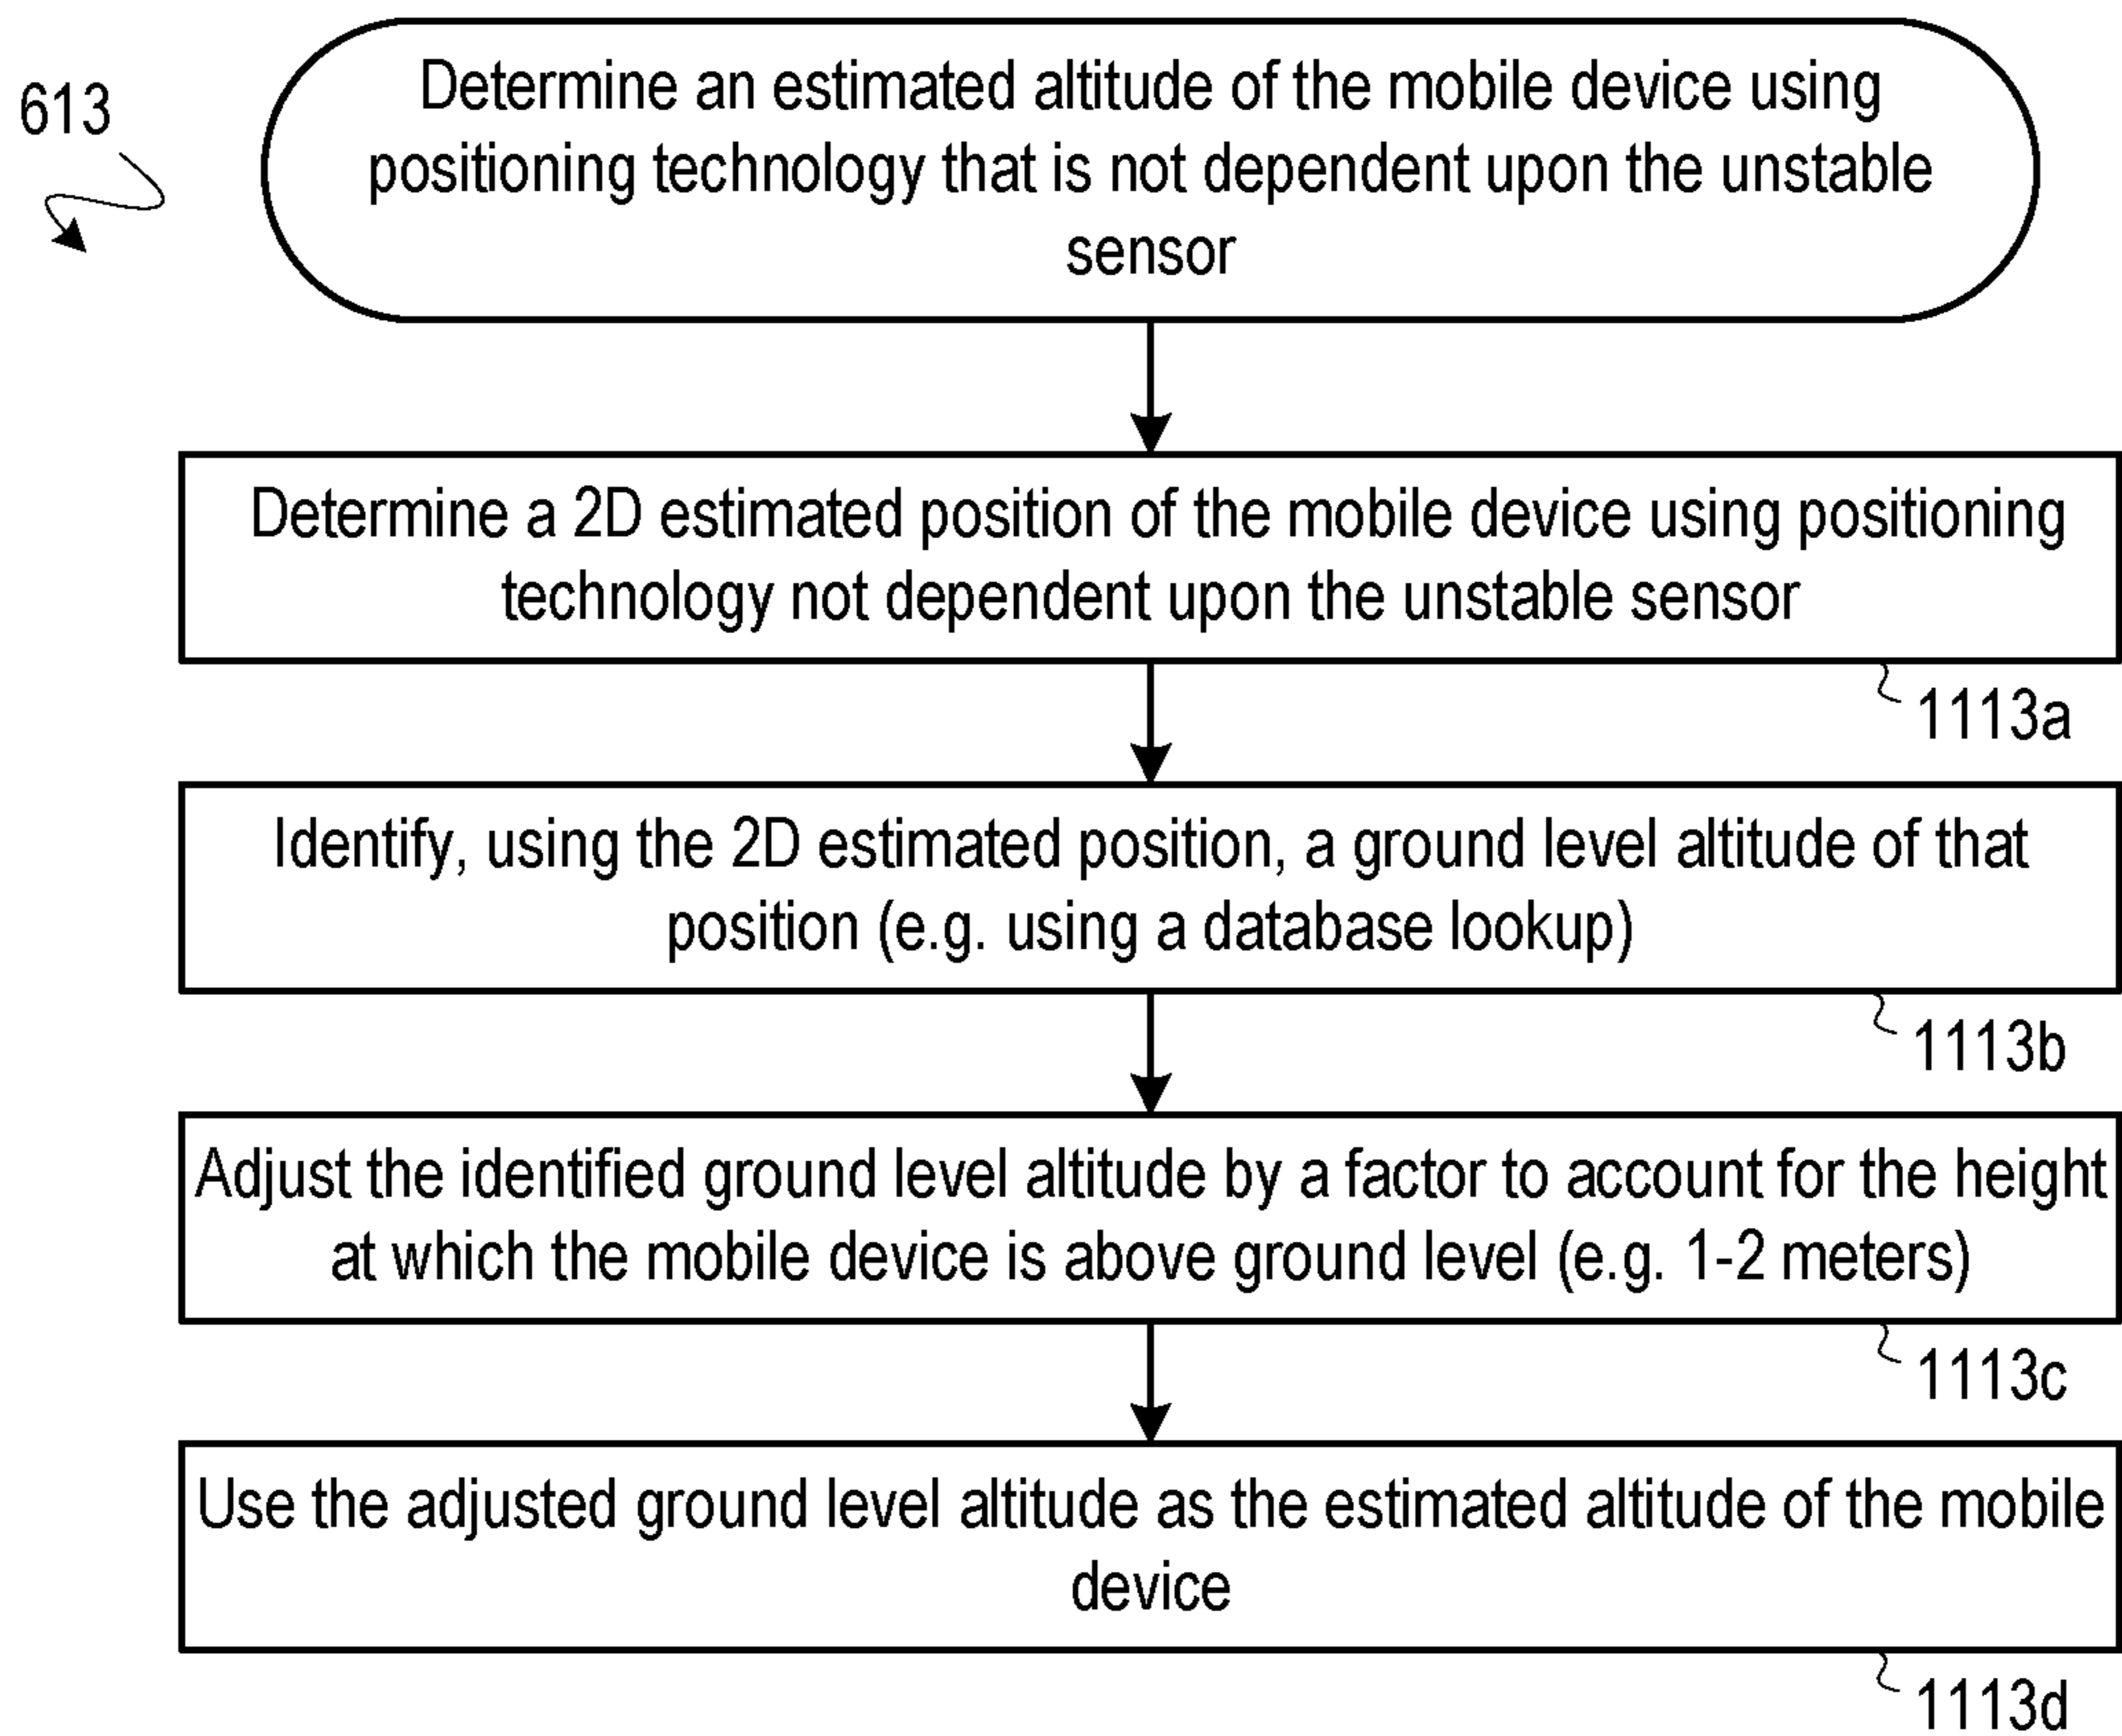 613
Determine an estimated altitude of the mobile device using
positioning technology that is not dependent upon the unstable
sensor
Determine a 2D estimated position of the mobile device using positioning
technology not dependent upon the unstable sensor
1113a
Identify, using the 2D estimated position, a ground level altitude of that
position (e.g. using a database lookup)
1113b
Adjust the identified ground level altitude by a factor to account for the height
at which the mobile device is above ground level (e.g. 1-2 meters)
1113c
Use the adjusted ground level altitude as the estimated altitude of the mobile
device
1113d